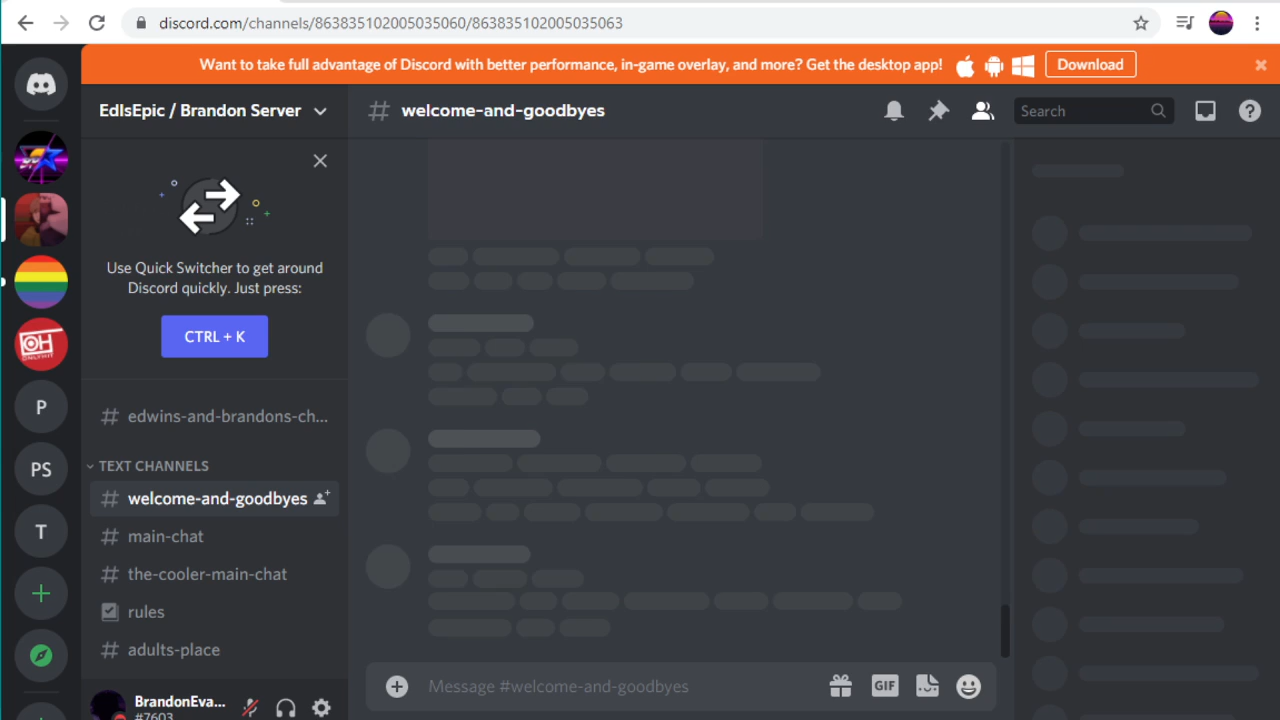 discord.com/channels/863835102005035060/863835102005035063
Want to take full advantage of Discord with better performance, in-game overlay, and more? Get the desktop app!
Download
EdIsEpic / Brandon Server
welcome-and-goodbyes
Search
Use Quick Switcher to get around
Discord quickly. Just press:
CTRL + K
edwins-and-brandons-ch...
TEXT CHANNELS
welcome-and-goodbyes
main-chat
the-cooler-main-chat
rules
adults-place
OH
ONLYHIT
P
PS
T
BrandonEva...
#7603
Message #welcome-and-goodbyes
GIF